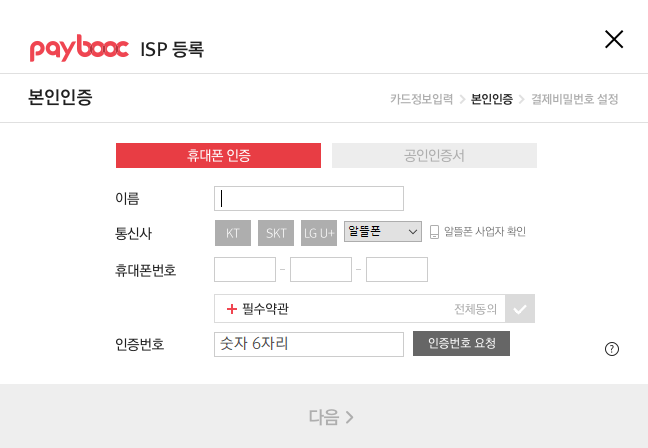 paybooc ISP 등록
본인인증 카드정보입력 > 본인인증 > 결제비밀번호 설정
휴대폰 인증 공인인증서
이름
통신사 KT SKT LG U+ 알뜰폰 알뜰폰 사업자 확인
휴대폰번호 - -
+ 필수약관 전체동의
인증번호 숫자 6자리 인증번호 요청 ?
다음 >